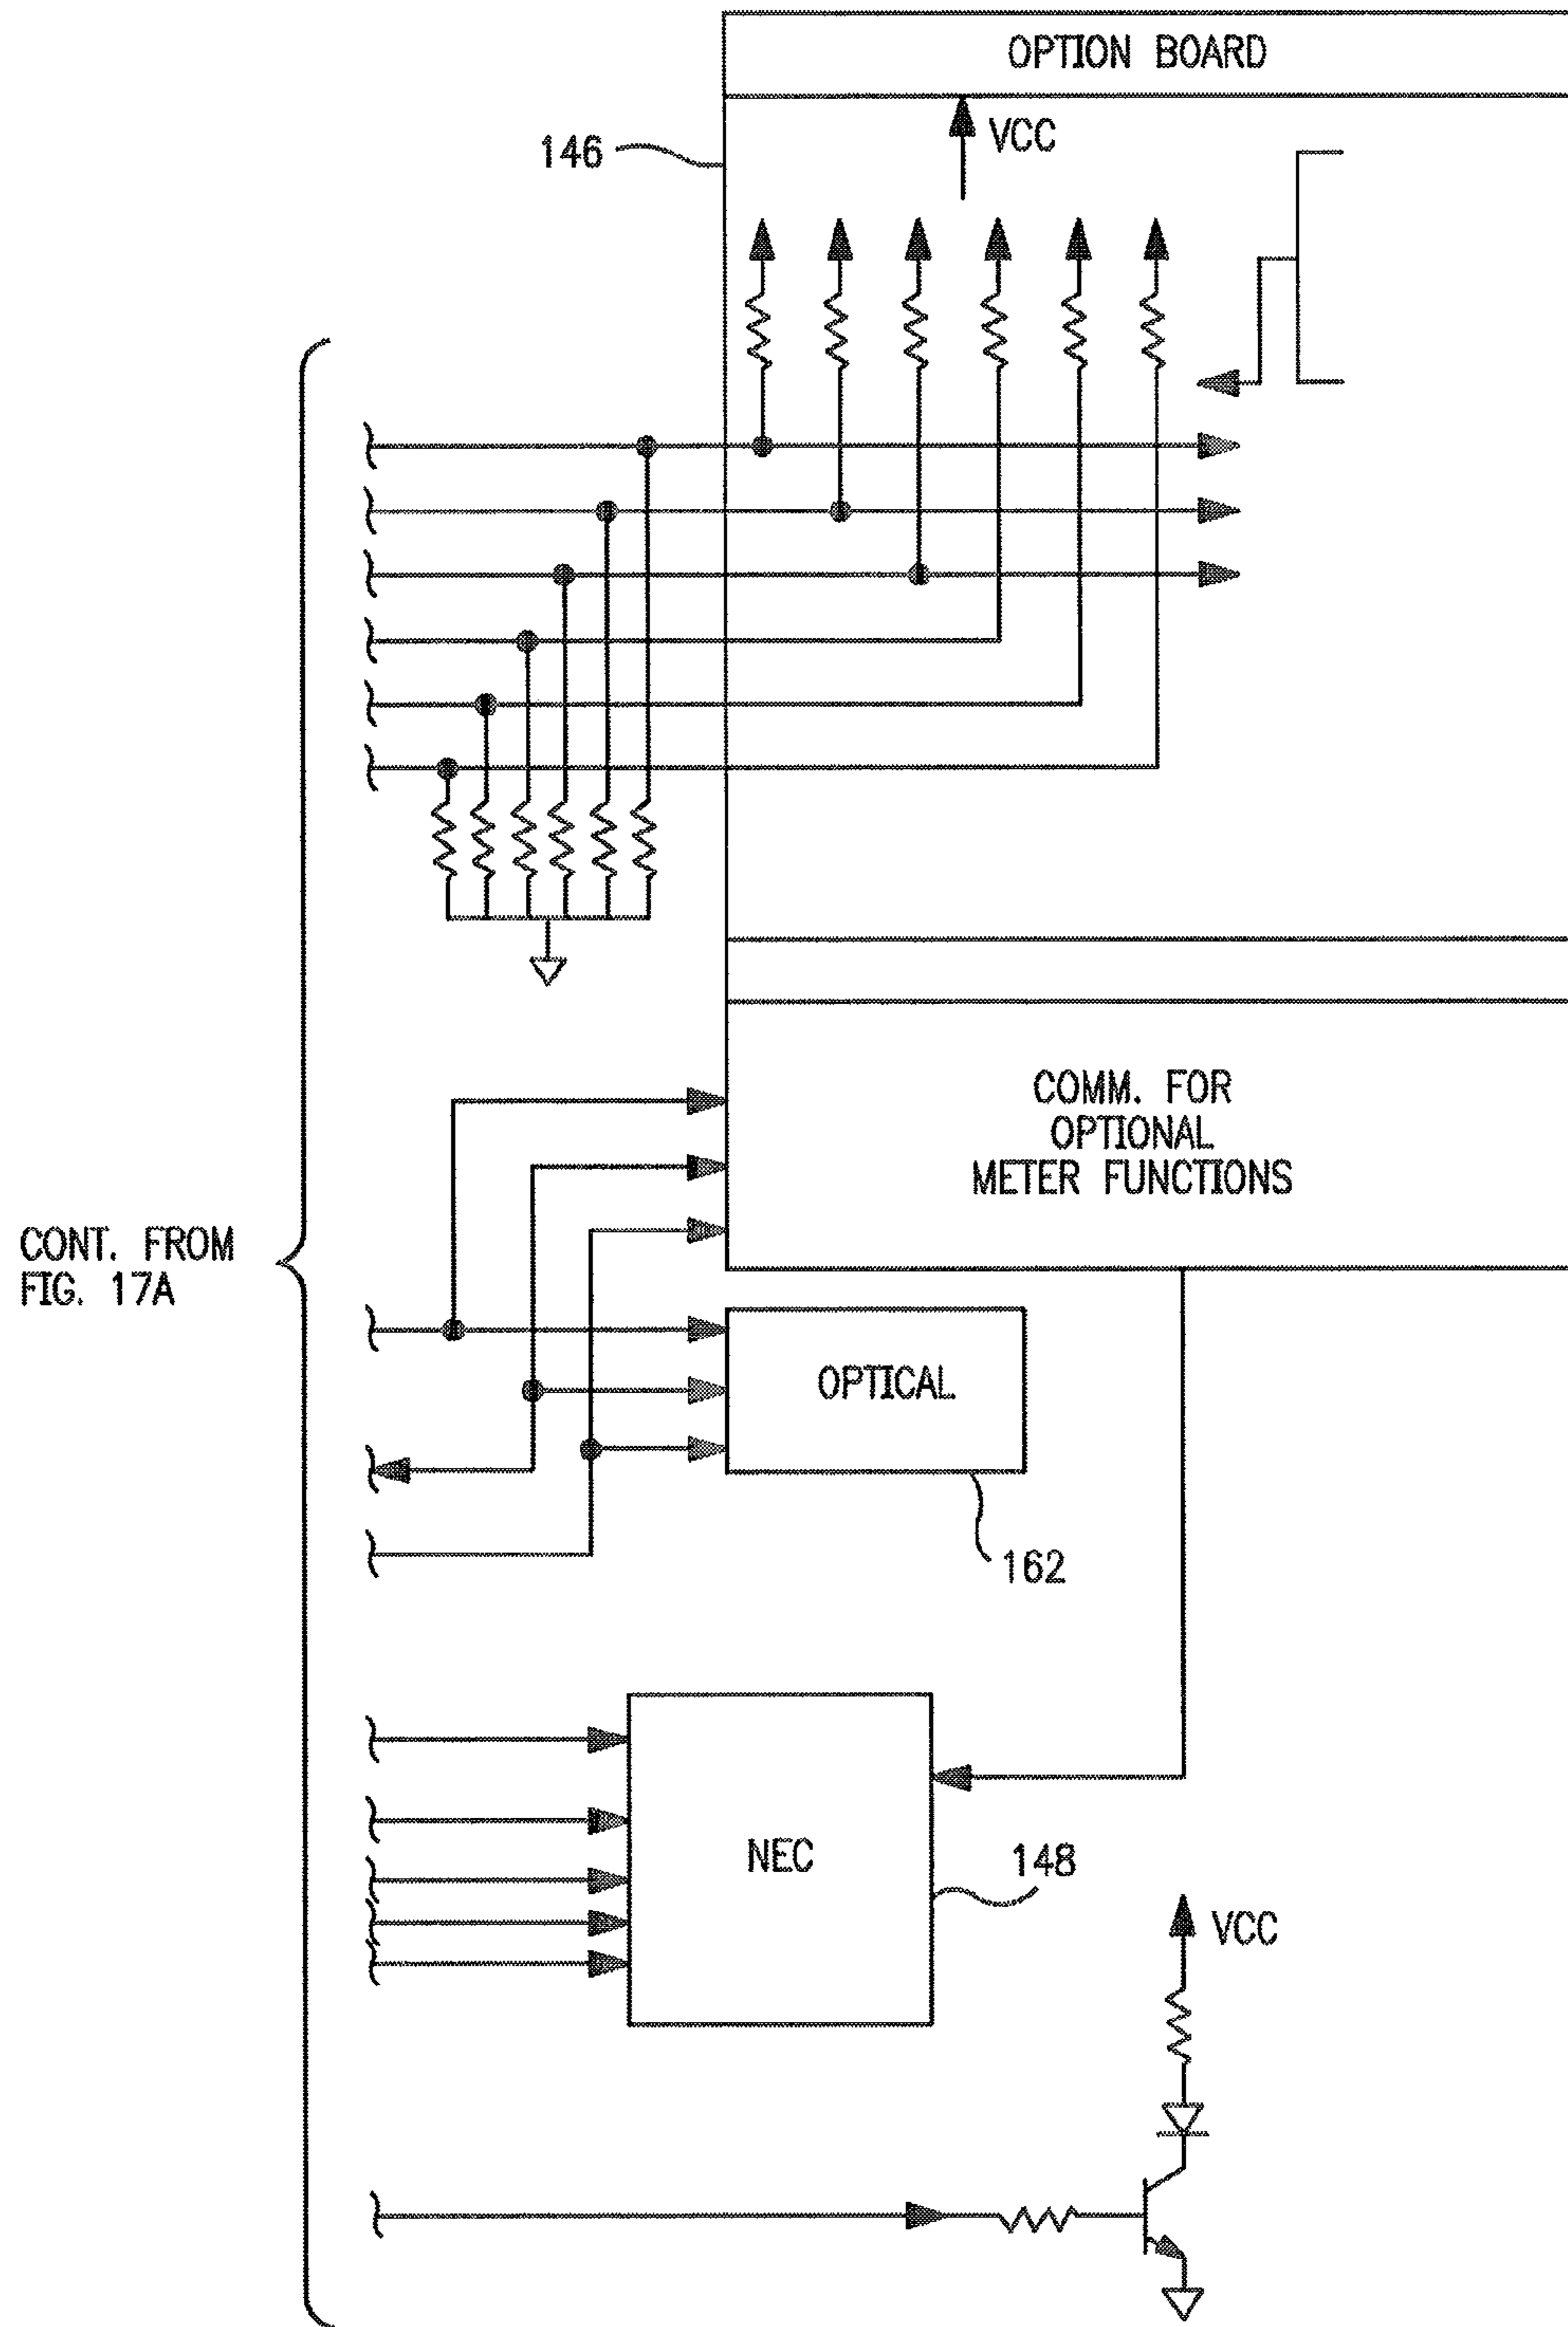 OPTION BOARD
VCC
146
COMM. FOR
OPTIONAL
METER FUNCTIONS
CONT. FROM
FIG. 17A
OPTICAL
162
NEC
148
VCC